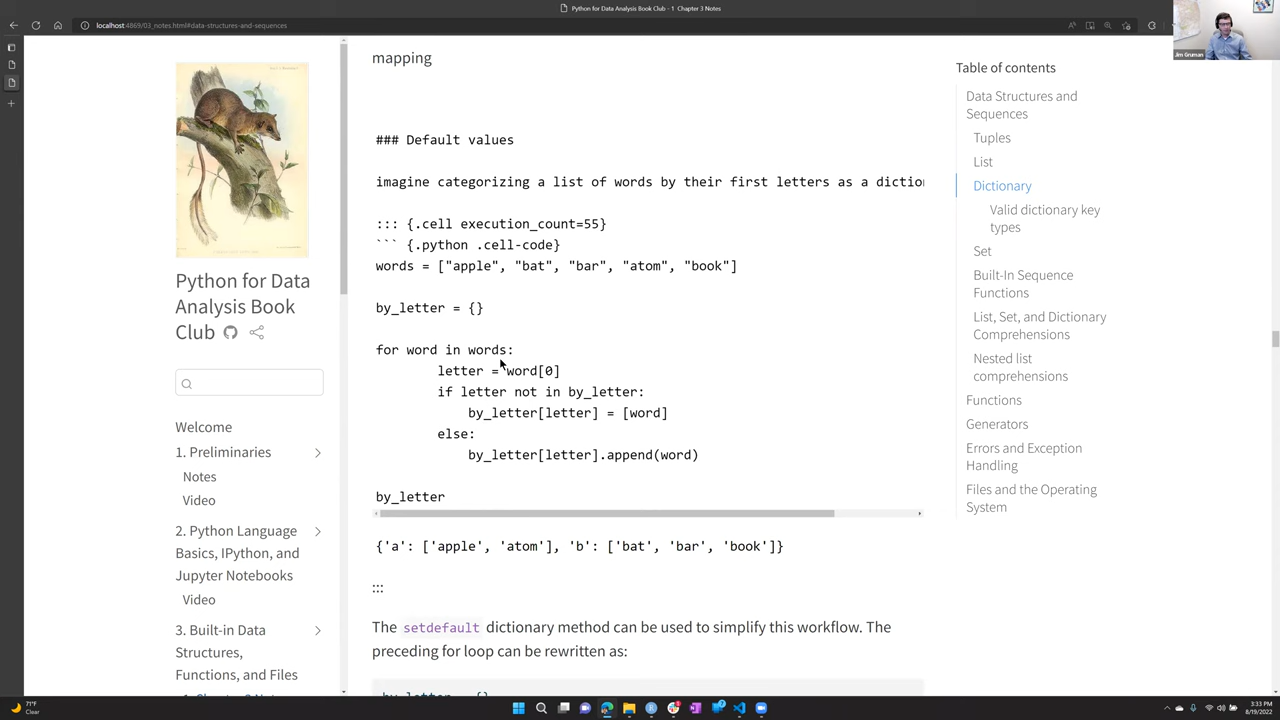 Python for Data Analysis Book Club - 1 Chapter 3 Notes
localhost:4869/03_notes.html#data-structures-and-sequences
Jim Gruman
Python for Data
Analysis Book
Club
Welcome
1. Preliminaries
Notes
Video
2. Python Language
Basics, IPython, and
Jupyter Notebooks
Video
3. Built-in Data
Structures,
Functions, and Files
mapping
### Default values
imagine categorizing a list of words by their first letters as a dictio
::: {.cell execution_count=55}
``` {.python .cell-code}
words = ["apple", "bat", "bar", "atom", "book"]
by_letter = {}
for word in words:
letter = word[0]
if letter not in by_letter:
by_letter[letter] = [word]
else:
by_letter[letter].append(word)
by_letter
{'a': ['apple', 'atom'], 'b': ['bat', 'bar', 'book']}
:::
The setdefault dictionary method can be used to simplify this workflow. The
preceding for loop can be rewritten as:
Table of contents
Data Structures and
Sequences
Tuples
List
Dictionary
Valid dictionary key
types
Set
Built-In Sequence
Functions
List, Set, and Dictionary
Comprehensions
Nested list
comprehensions
Functions
Generators
Errors and Exception
Handling
Files and the Operating
System
71°F
Clear
3:33 PM
8/19/2022